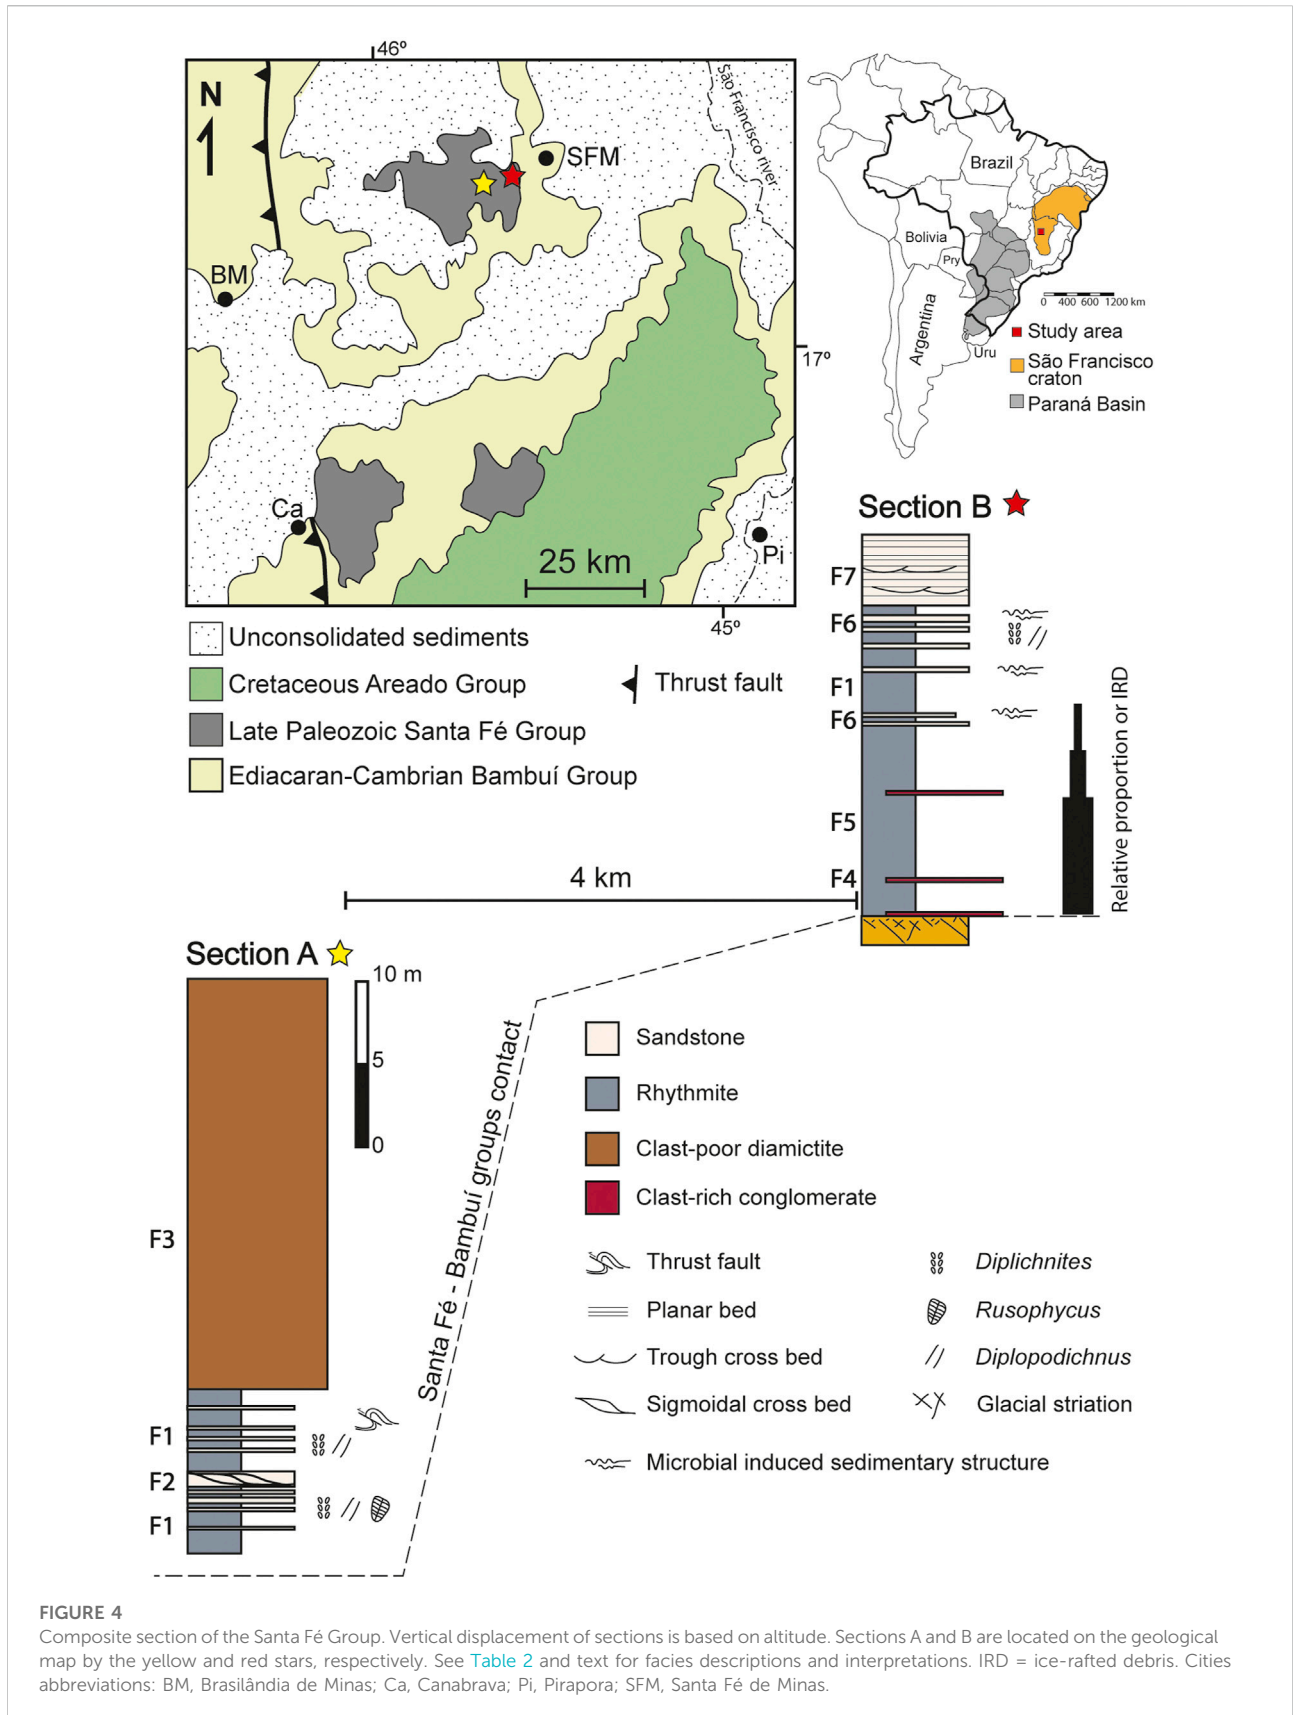 46º
N
São Francisco river
SFM
BM
17º
Ca
25 km
Pi
45º
Brazil
Bolivia
Pry
Argentina
Uru
0 400 600 1200 km
Study area
São Francisco
craton
Paraná Basin
Unconsolidated sediments
Cretaceous Areado Group
Late Paleozoic Santa Fé Group
Ediacaran-Cambrian Bambuí Group
Thrust fault
Section B
F7
F6
F1
F6
F5
F4
Relative proportion or IRD
4 km
Section A
10 m
5
0
F3
F1
F2
F1
Santa Fé - Bambuí groups contact
Sandstone
Rhythmite
Clast-poor diamictite
Clast-rich conglomerate
Thrust fault
Planar bed
Trough cross bed
Sigmoidal cross bed
Microbial induced sedimentary structure
Diplichnites
Rusophycus
Diplopodichnus
Glacial striation
FIGURE 4
Composite section of the Santa Fé Group. Vertical displacement of sections is based on altitude. Sections A and B are located on the geological
map by the yellow and red stars, respectively. See Table 2 and text for facies descriptions and interpretations. IRD = ice-rafted debris. Cities
abbreviations: BM, Brasilândia de Minas; Ca, Canabrava; Pi, Pirapora; SFM, Santa Fé de Minas.